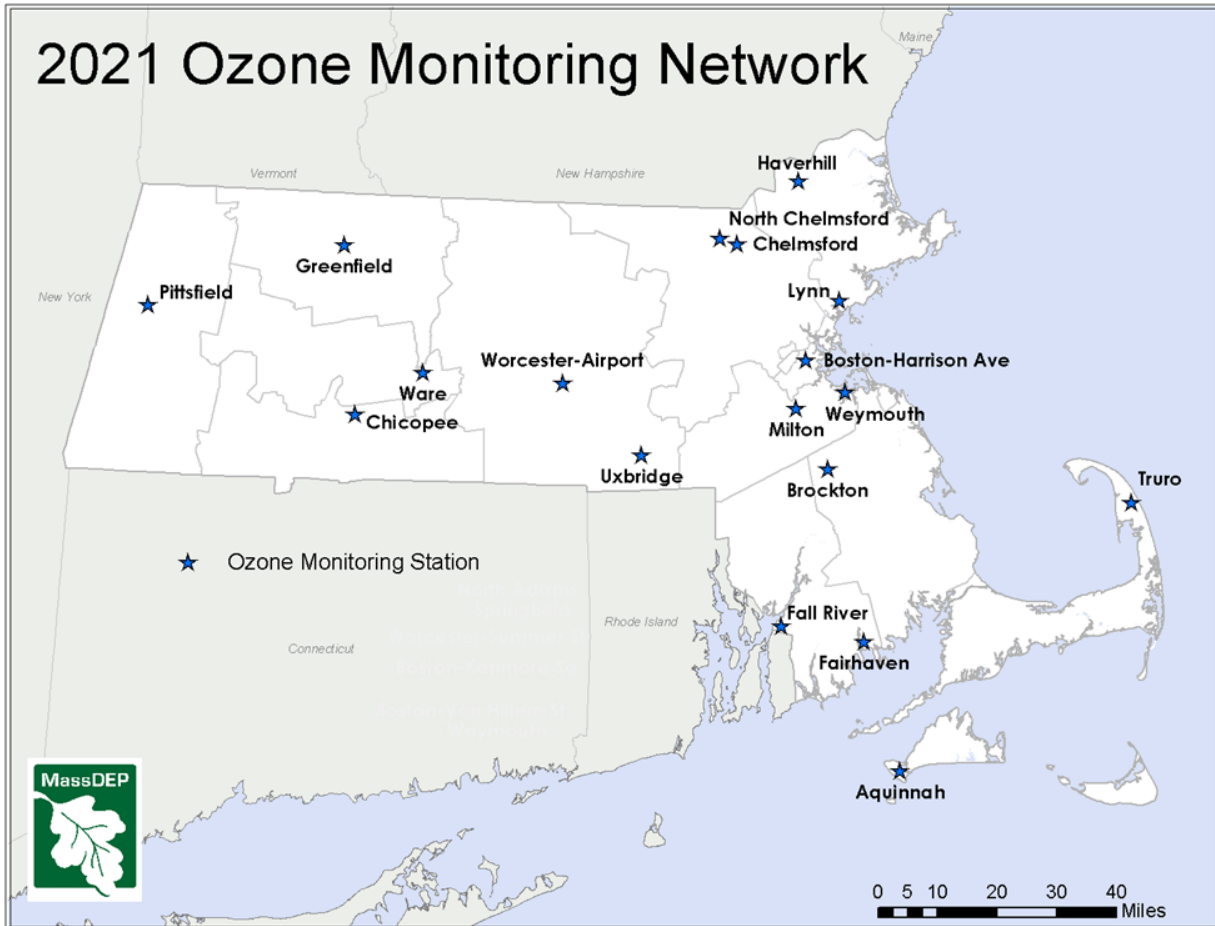 2021 Ozone Monitoring Network
Maine
Vermont
New Hampshire
Haverhill
North Chelmsford
Chelmsford
Greenfield
New York
Pittsfield
Lynn
Worcester-Airport
Boston-Harrison Ave
Ware
Chicopee
Weymouth
Milton
Uxbridge
Brockton
Truro
Ozone Monitoring Station
Rhode Island
Fall River
Connecticut
Fairhaven
MassDEP
Aquinnah
0 5 10 20 30 40
Miles